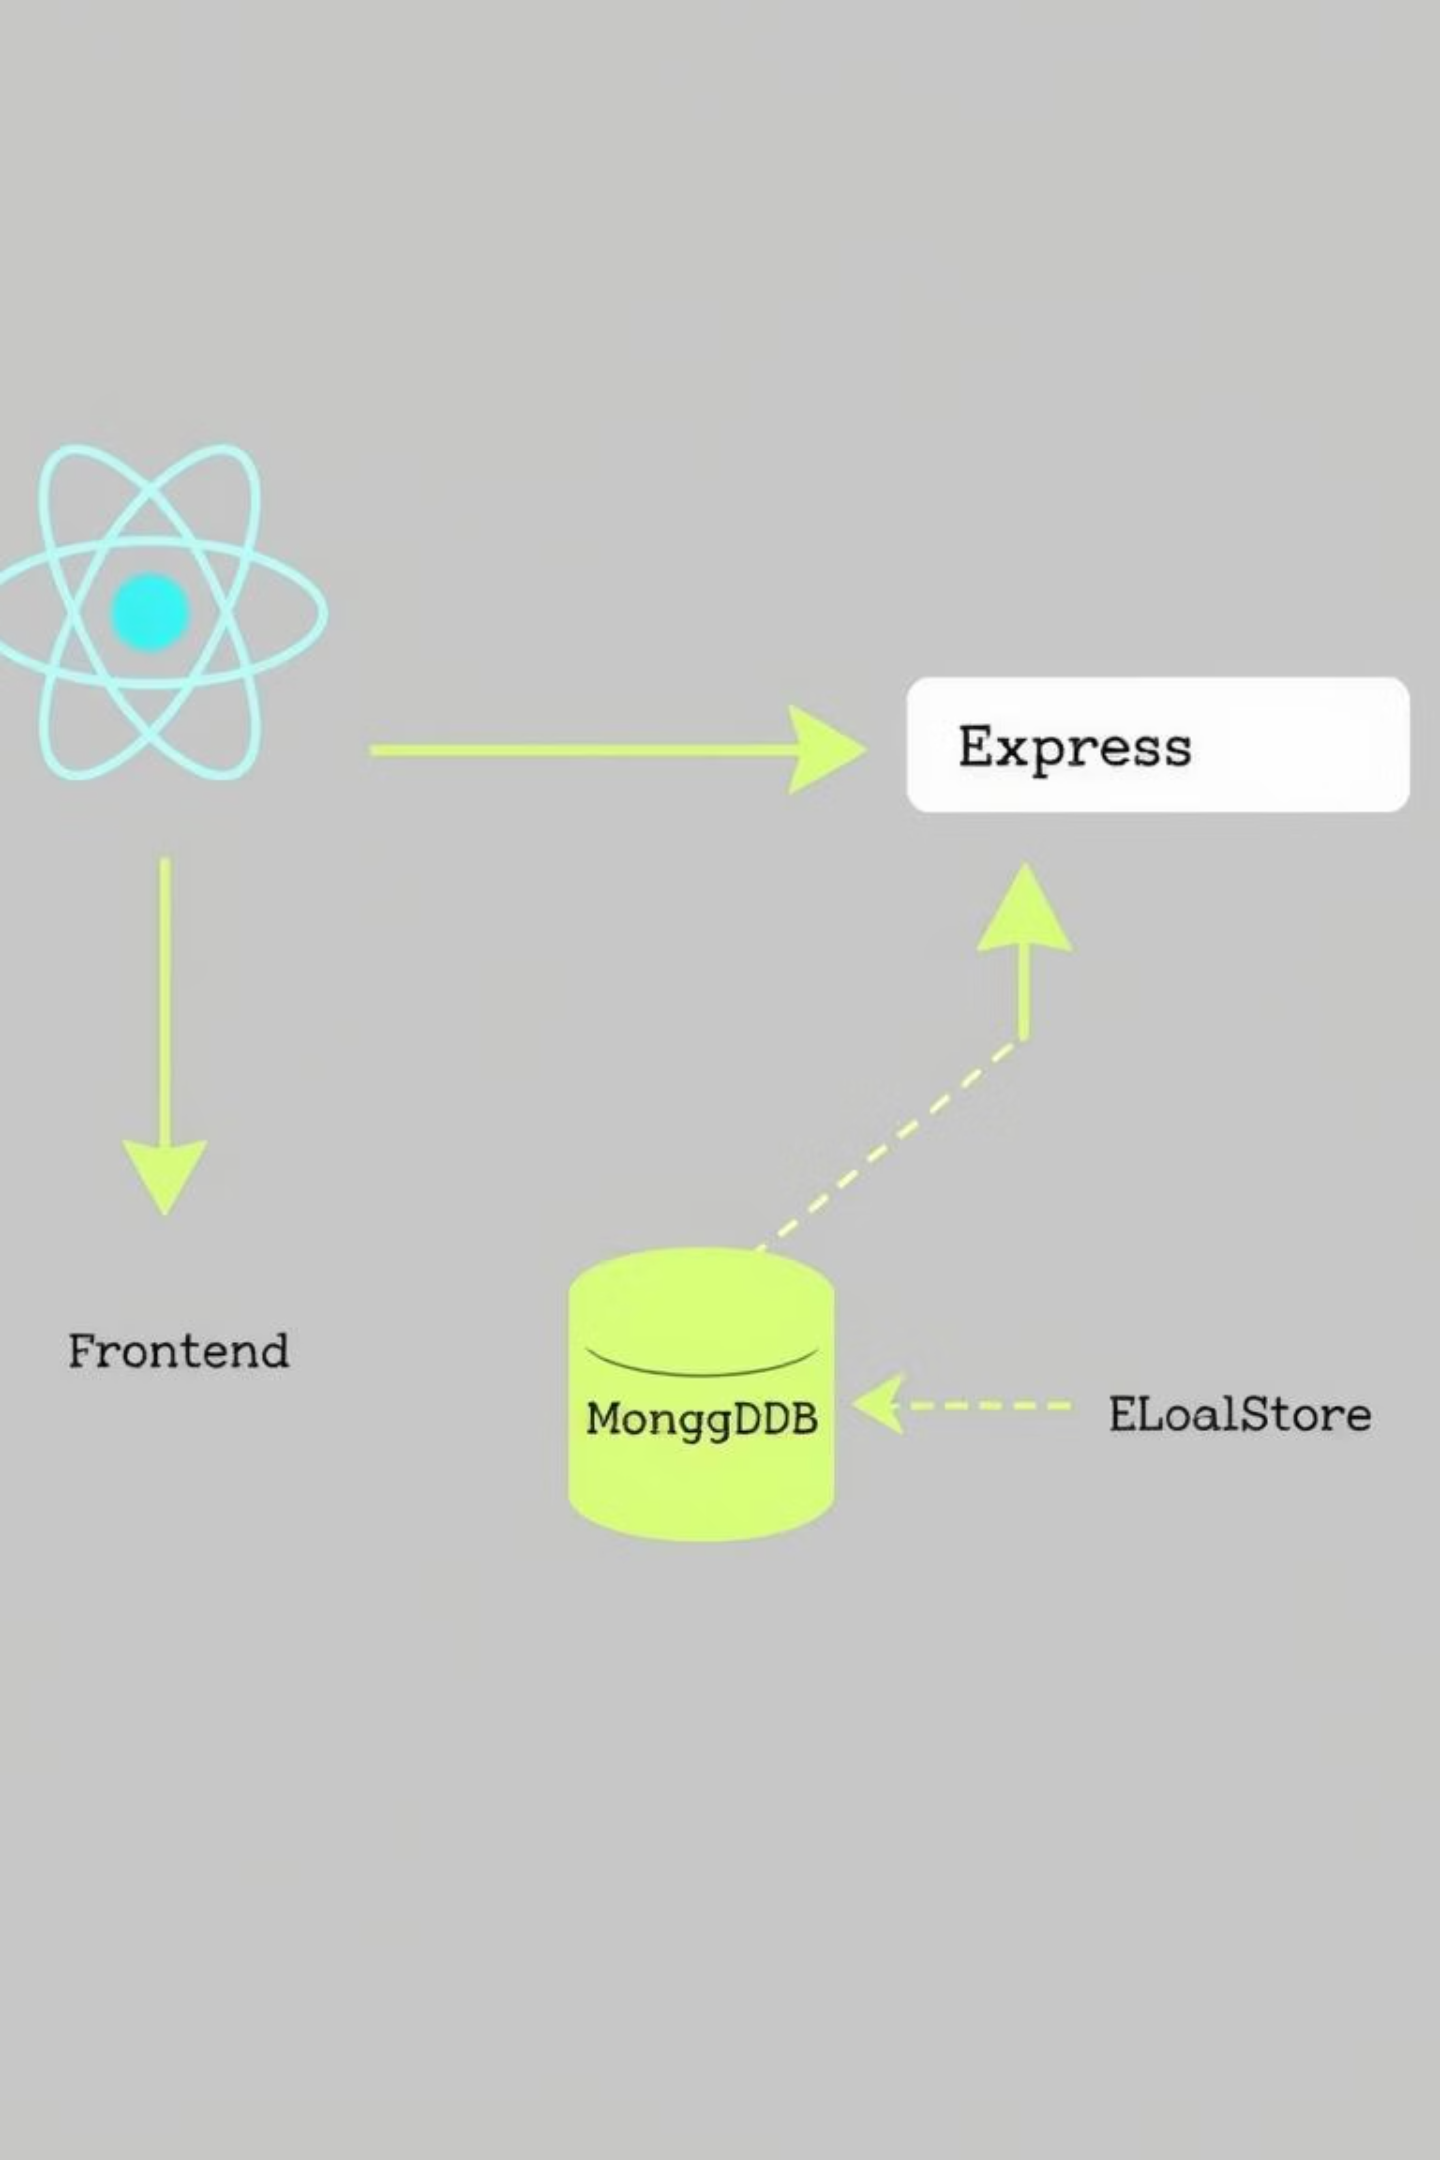 Express
Frontend
MonggDDB
ELoalStore